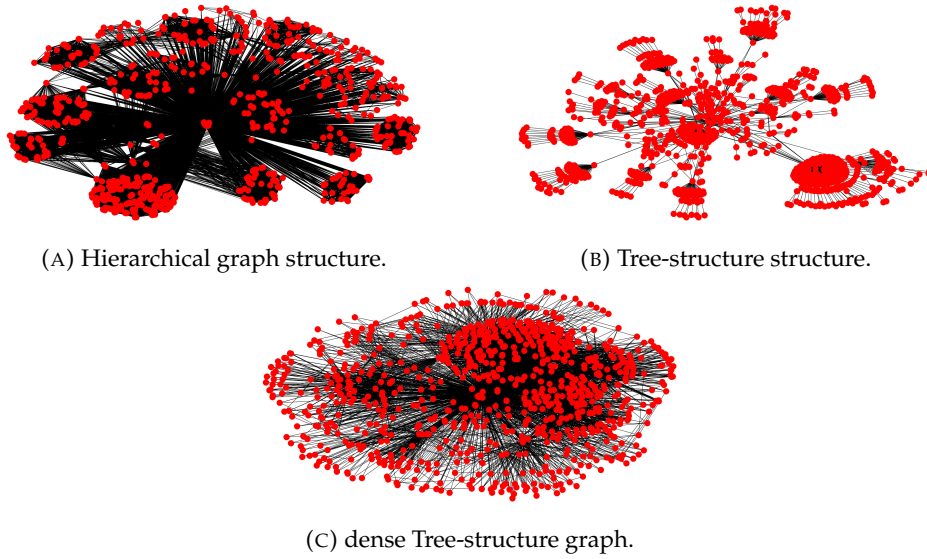 (A) Hierarchical graph structure.
(B) Tree-structure structure.
(C) dense Tree-structure graph.